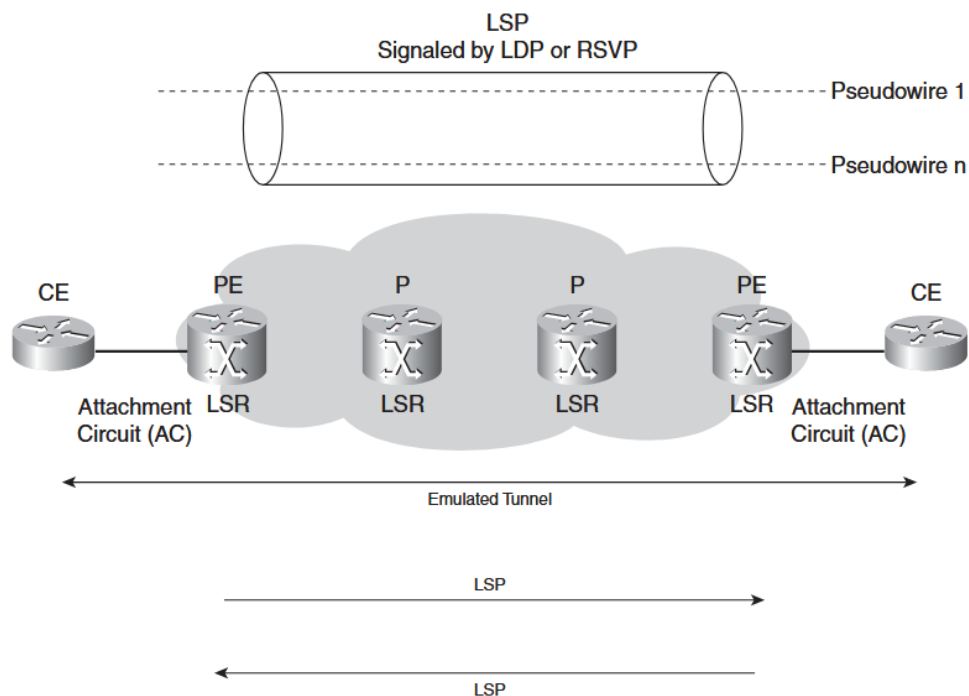 LSP
Signaled by LDP or RSVP
Pseudowire 1
Pseudowire n
CE
PE
P
P
PE
CE
LSR
LSR
LSR
LSR
Attachment
Circuit (AC)
Attachment
Circuit (AC)
Emulated Tunnel
LSP
LSP